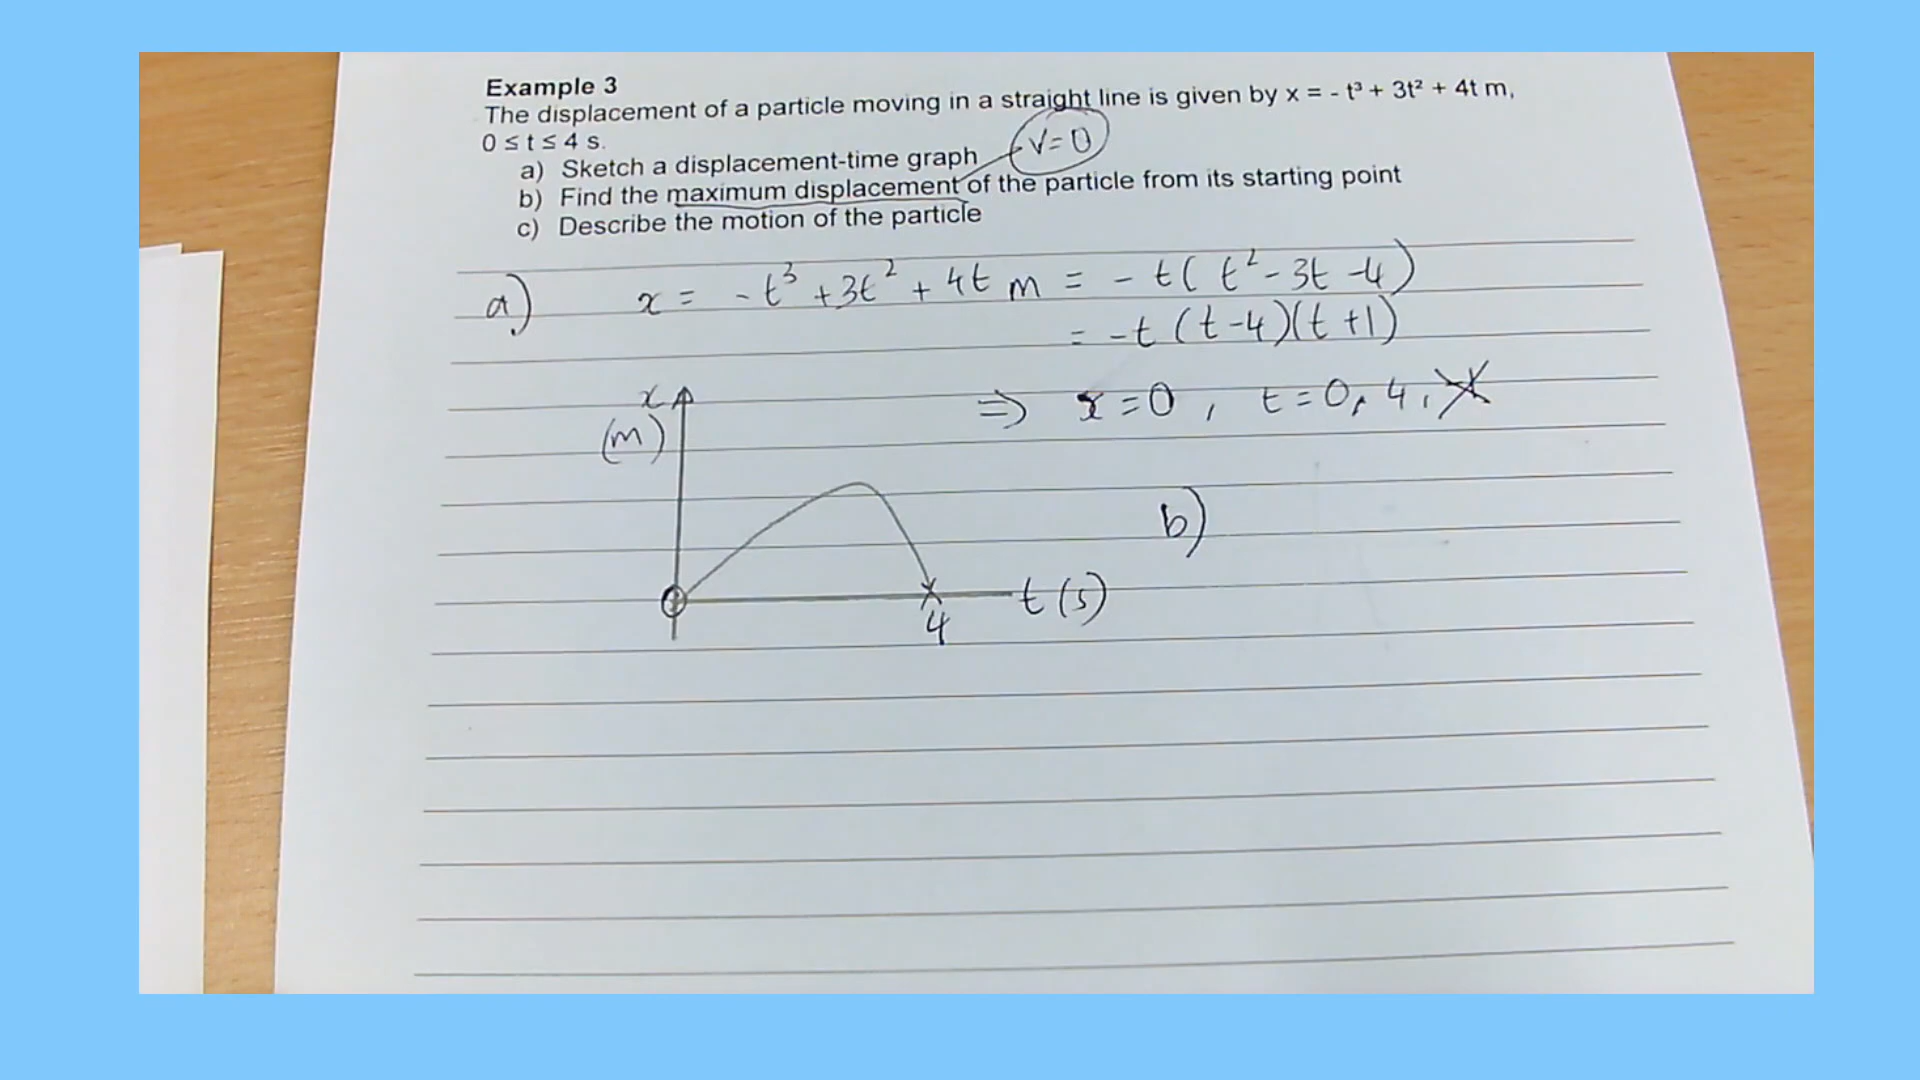 Example 3
The displacement of a particle moving in a straight line is given by x = - t³ + 3t² + 4t m,
0 ≤ t ≤ 4 s.
a) Sketch a displacement-time graph
V=0
b) Find the maximum displacement of the particle from its starting point
c) Describe the motion of the particle
a) x = -t³ + 3t² + 4t m = - t( t² - 3t - 4)
= -t (t-4)(t+1)
⇒ x=0, t=0, 4,
x
(m)
b)
t (s)
4